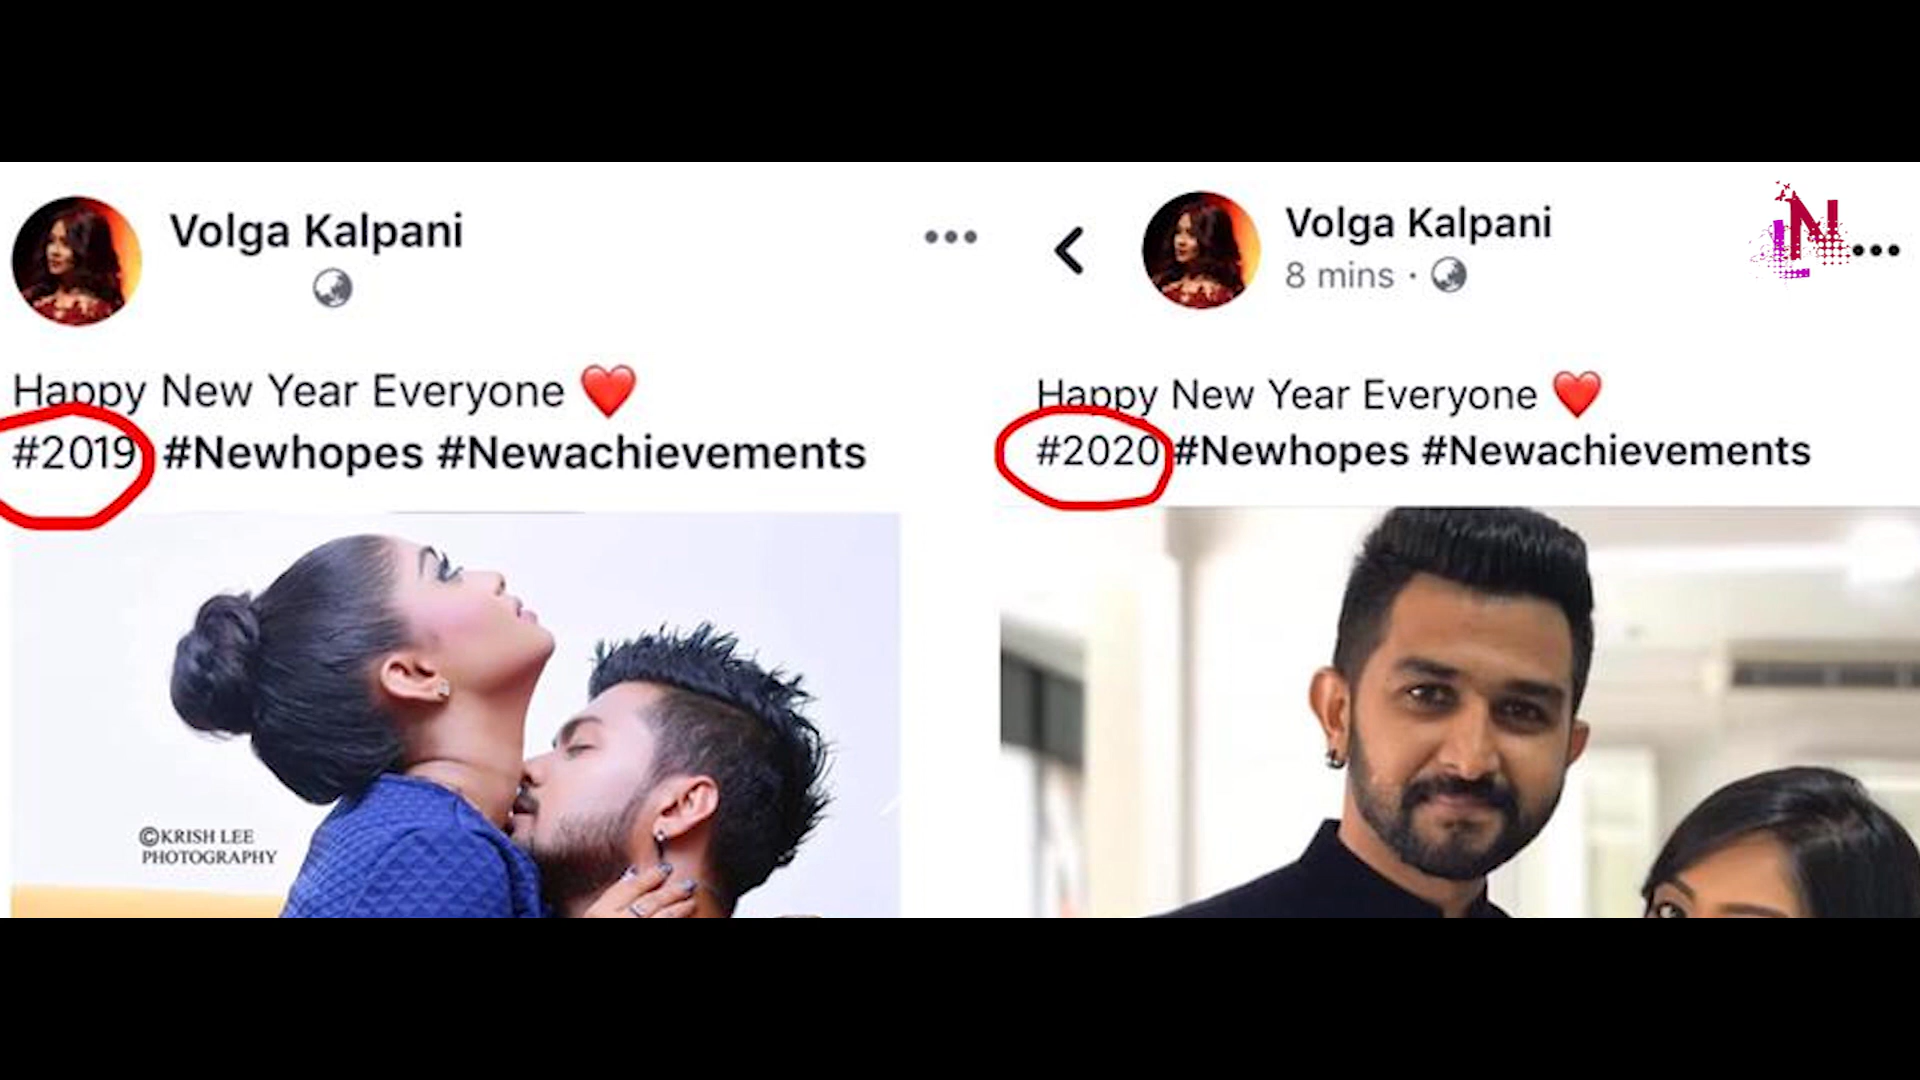 Volga Kalpani
Happy New Year Everyone ❤️
#2019 #Newhopes #Newachievements
©KRISH LEE
PHOTOGRAPHY
Volga Kalpani
8 mins ·
Happy New Year Everyone ❤️
#2020 #Newhopes #Newachievements
N